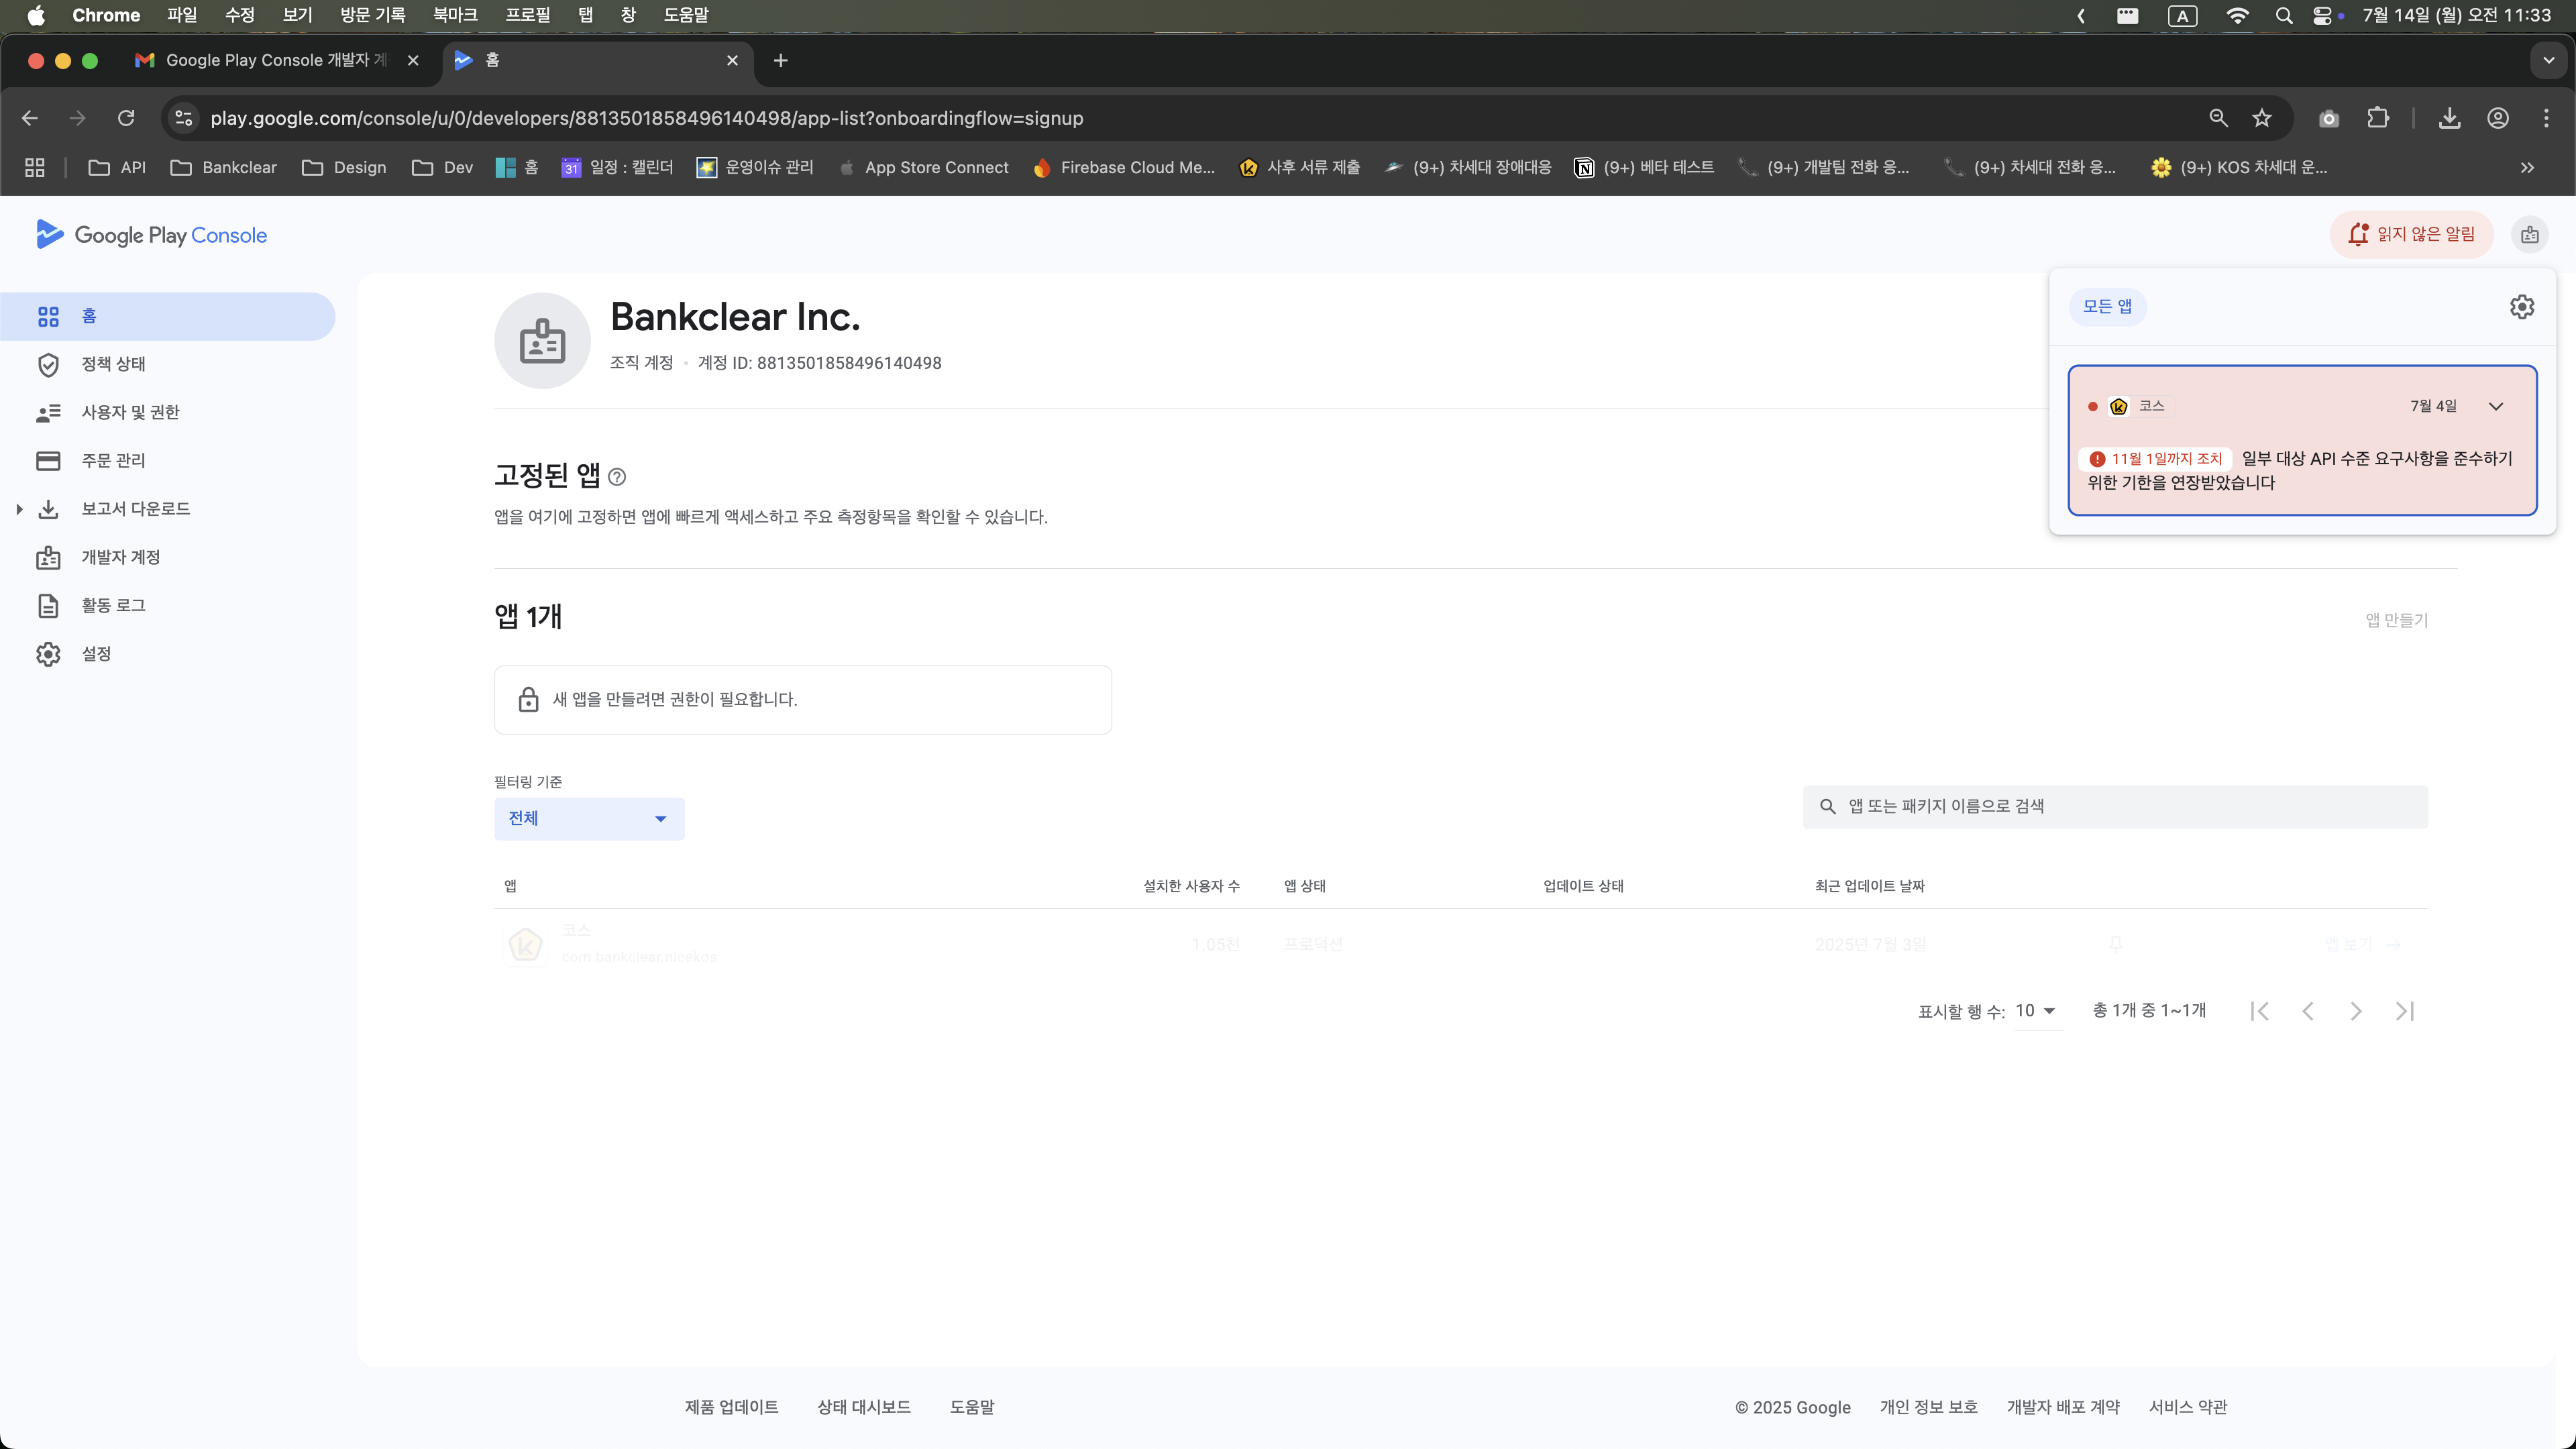 Chrome 파일 수정 보기 방문 기록 북마크 프로필 탭 창 도움말 A 7월 14일 (월) 오전 11:33
Google Play Console 개발자 계 홈
play.google.com/console/u/0/developers/8813501858496140498/app-list?onboardingflow=signup
API Bankclear Design Dev 홈 31 일정 : 캘린더 운영이슈 관리 App Store Connect Firebase Cloud Me... 사후 서류 제출 (9+) 차세대 장애대응 (9+) 베타 테스트 (9+) 개발팀 전화 응... (9+) 차세대 전화 응... (9+) KOS 차세대 운...
Google Play Console 읽지 않은 알림
홈
정책 상태
사용자 및 권한
주문 관리
보고서 다운로드
개발자 계정
활동 로그
설정
Bankclear Inc.
조직 계정 • 계정 ID: 8813501858496140498
모든 앱
코스 7월 4일
11월 1일까지 조치 일부 대상 API 수준 요구사항을 준수하기
위한 기한을 연장받았습니다
고정된 앱
앱을 여기에 고정하면 앱에 빠르게 액세스하고 주요 측정항목을 확인할 수 있습니다.
앱 1개 앱 만들기
새 앱을 만들려면 권한이 필요합니다.
필터링 기준
전체 앱 또는 패키지 이름으로 검색
앱 설치한 사용자 수 앱 상태 업데이트 상태 최근 업데이트 날짜
코스
com.bankclear.nicekos 1.05천 프로덕션 2025년 7월 3일 앱 보기
표시할 행 수: 10 총 1개 중 1~1개
제품 업데이트 상태 대시보드 도움말 © 2025 Google 개인 정보 보호 개발자 배포 계약 서비스 약관